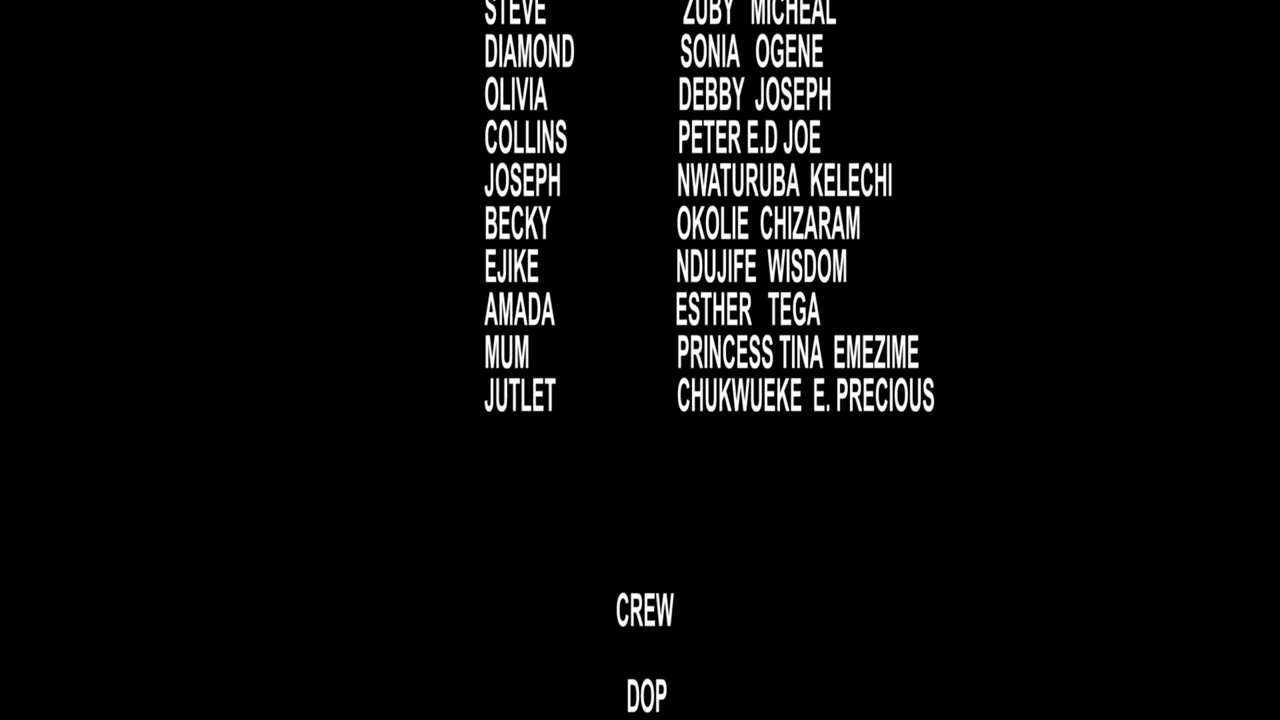 STEVE ZUBY MICHEAL
DIAMOND SONIA OGENE
OLIVIA DEBBY JOSEPH
COLLINS PETER E.D JOE
JOSEPH NWATURUBA KELECHI
BECKY OKOLIE CHIZARAM
EJIKE NDUJIFE WISDOM
AMADA ESTHER TEGA
MUM PRINCESS TINA EMEZIME
JUTLET CHUKWUEKE E. PRECIOUS
CREW
DOP